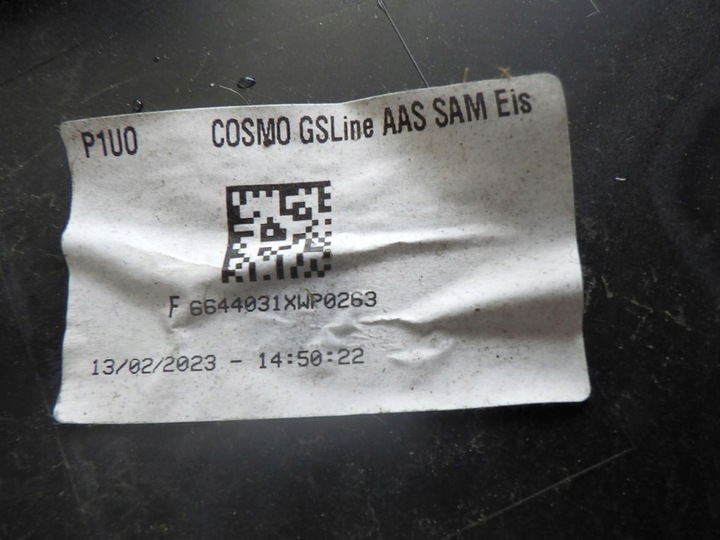 P1U0 COSMO GSLine AAS SAM Eis
F 6644031XWP0263
13/02/2023 - 14:50:22